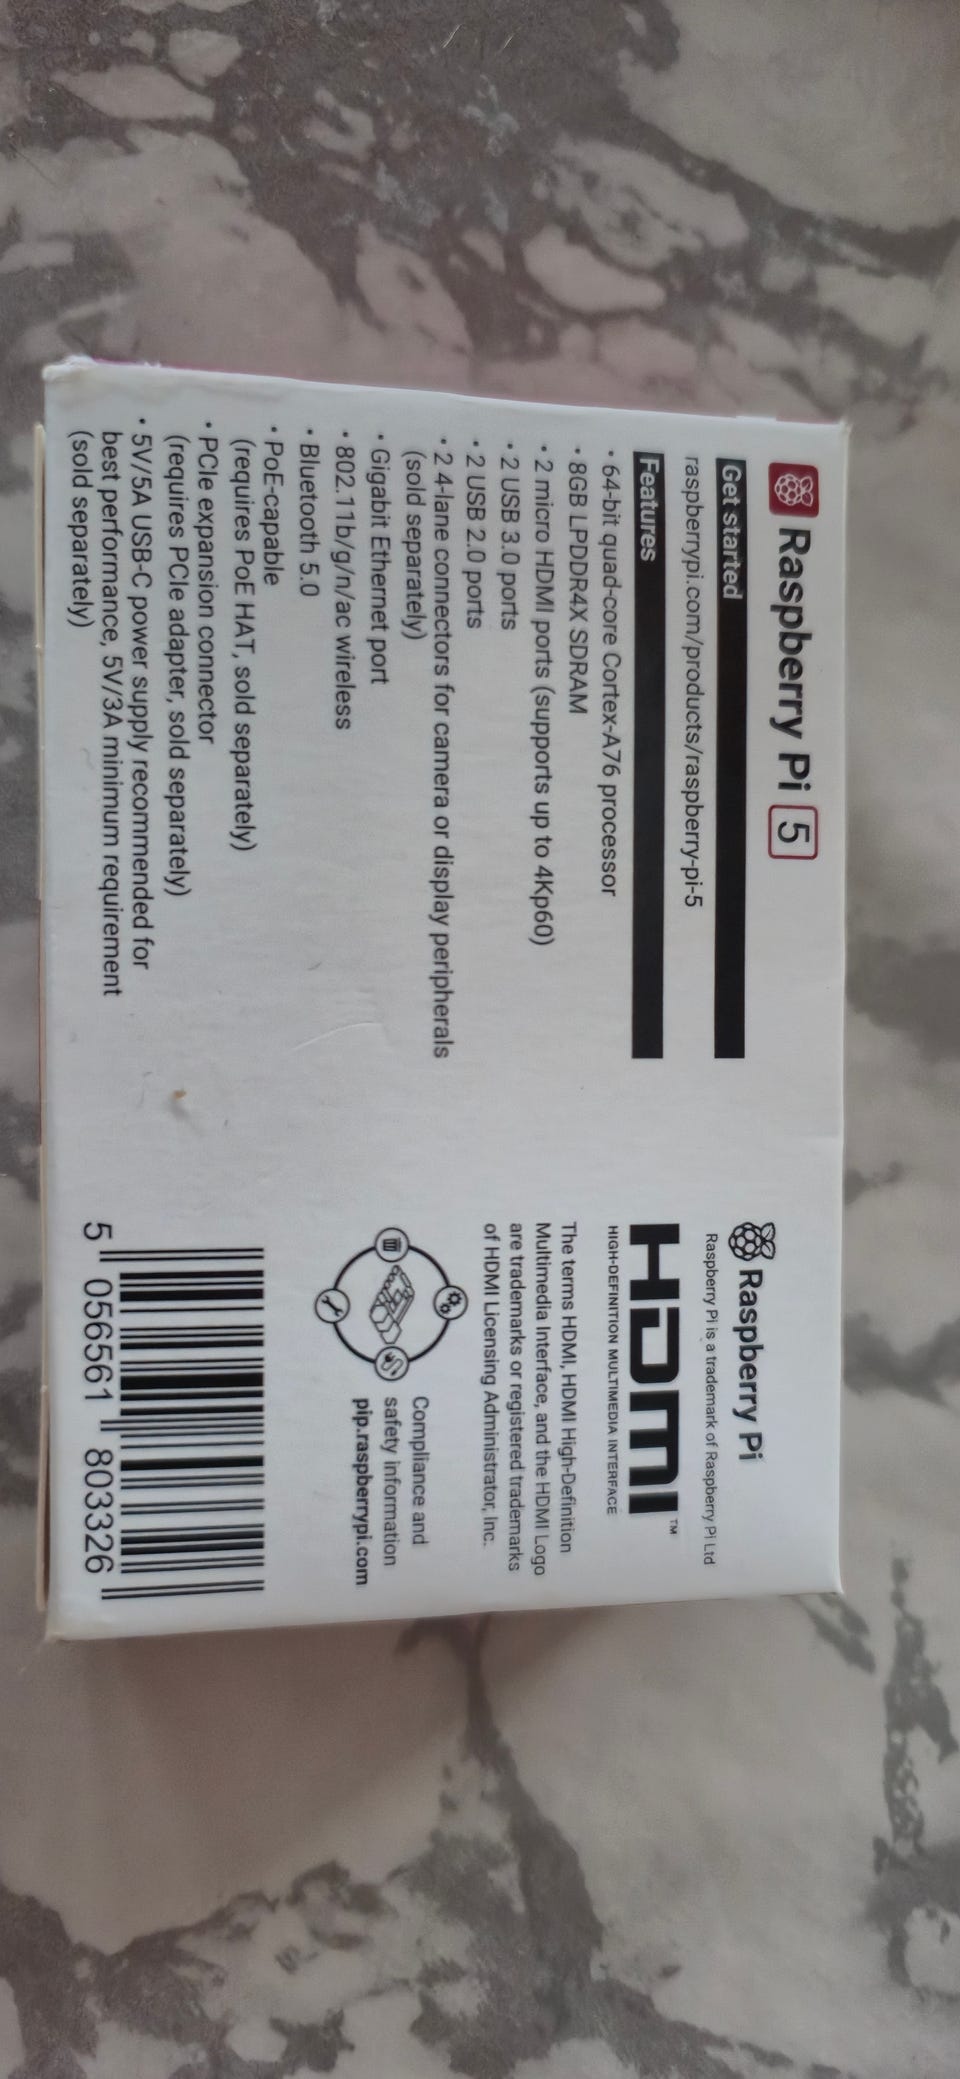 Raspberry Pi 5
Get started
raspberrypi.com/products/raspberry-pi-5
Features
• 64-bit quad-core Cortex-A76 processor
• 8GB LPDDR4X SDRAM
• 2 micro HDMI ports (supports up to 4Kp60)
• 2 USB 3.0 ports
• 2 USB 2.0 ports
• 2 4-lane connectors for camera or display peripherals
(sold separately)
• Gigabit Ethernet port
• 802.11b/g/n/ac wireless
• Bluetooth 5.0
• PoE-capable
(requires PoE HAT, sold separately)
• PCIe expansion connector
(requires PCIe adapter, sold separately)
• 5V/5A USB-C power supply recommended for
best performance, 5V/3A minimum requirement
(sold separately)
Raspberry Pi
Raspberry Pi is a trademark of Raspberry Pi Ltd
HDMI™
HIGH-DEFINITION MULTIMEDIA INTERFACE
The terms HDMI, HDMI High-Definition
Multimedia Interface, and the HDMI Logo
are trademarks or registered trademarks
of HDMI Licensing Administrator, Inc.
Compliance and
safety information
pip.raspberrypi.com
5 056561 803326